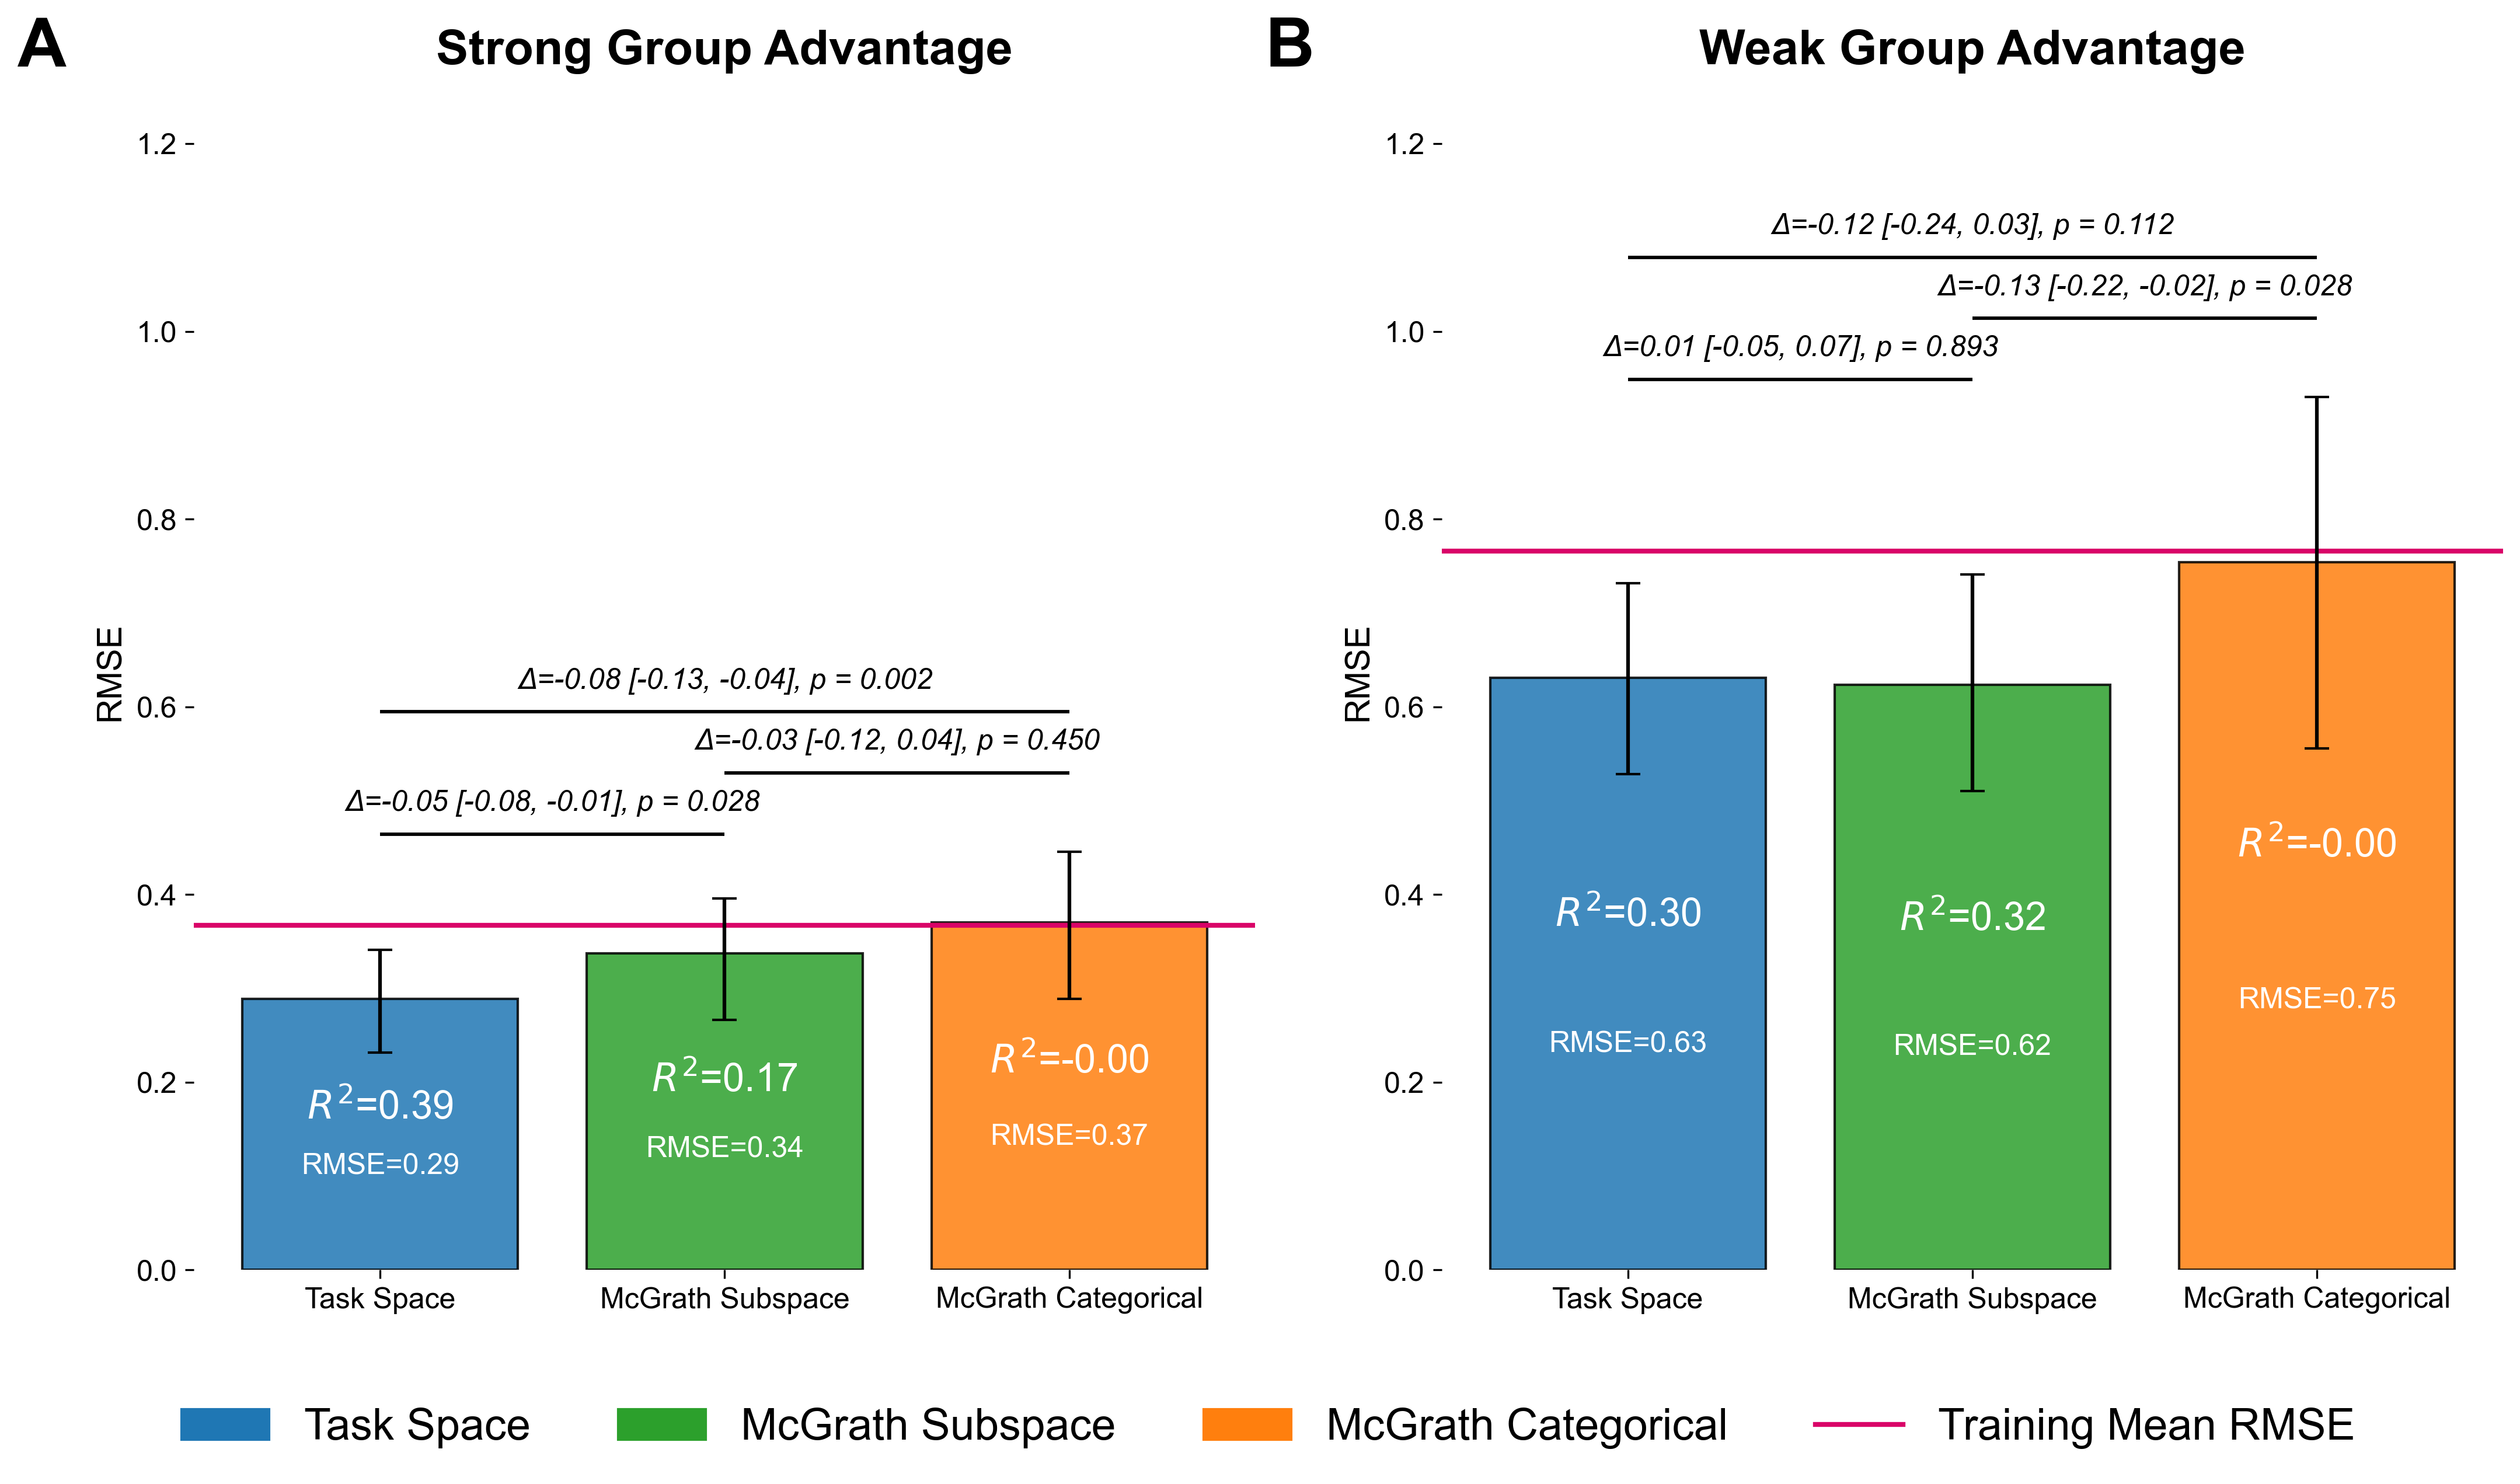 A
Strong Group Advantage
1.2
1.0
0.8
0.6
0.4
0.2
0.0
RMSE
Δ=-0.08 [-0.13, -0.04], p = 0.002
Δ=-0.03 [-0.12, 0.04], p = 0.450
Δ=-0.05 [-0.08, -0.01], p = 0.028
R²=0.39
RMSE=0.29
R²=0.17
RMSE=0.34
R²=-0.00
RMSE=0.37
Task Space
McGrath Subspace
McGrath Categorical
B
Weak Group Advantage
1.2
1.0
0.8
0.6
0.4
0.2
0.0
RMSE
Δ=-0.12 [-0.24, 0.03], p = 0.112
Δ=-0.13 [-0.22, -0.02], p = 0.028
Δ=0.01 [-0.05, 0.07], p = 0.893
R²=0.30
RMSE=0.63
R²=0.32
RMSE=0.62
R²=-0.00
RMSE=0.75
Task Space
McGrath Subspace
McGrath Categorical
Task Space
McGrath Subspace
McGrath Categorical
Training Mean RMSE